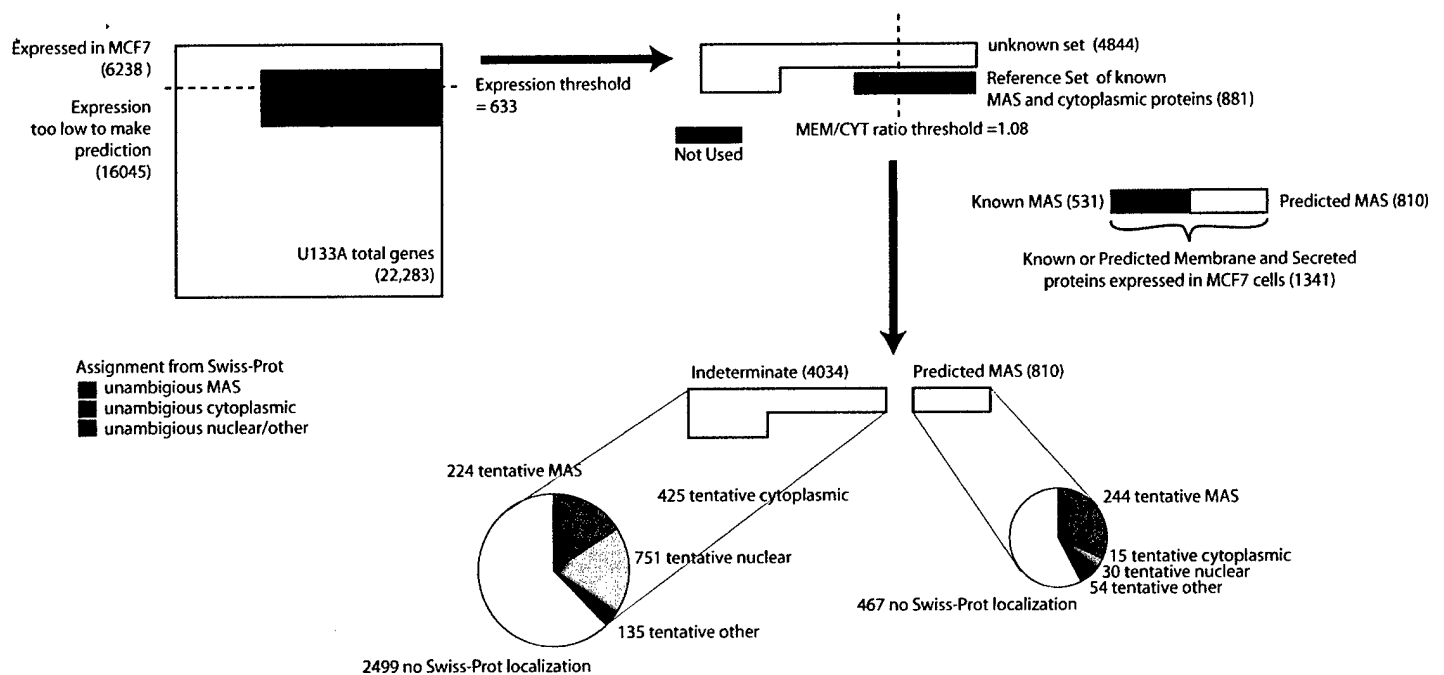 Expressed in MCF7
(6238 )
Expression
too low to make
prediction
(16045)
U133A total genes
(22,283)
Expression threshold
= 633
unknown set (4844)
Reference Set of known
MAS and cytoplasmic proteins (881)
MEM/CYT ratio threshold =1.08
Not Used
Known MAS (531)
Predicted MAS (810)
Known or Predicted Membrane and Secreted
proteins expressed in MCF7 cells (1341)
Assignment from Swiss-Prot
unambigious MAS
unambigious cytoplasmic
unambigious nuclear/other
Indeterminate (4034)
Predicted MAS (810)
224 tentative MAS
425 tentative cytoplasmic
751 tentative nuclear
135 tentative other
2499 no Swiss-Prot localization
244 tentative MAS
15 tentative cytoplasmic
30 tentative nuclear
54 tentative other
467 no Swiss-Prot localization